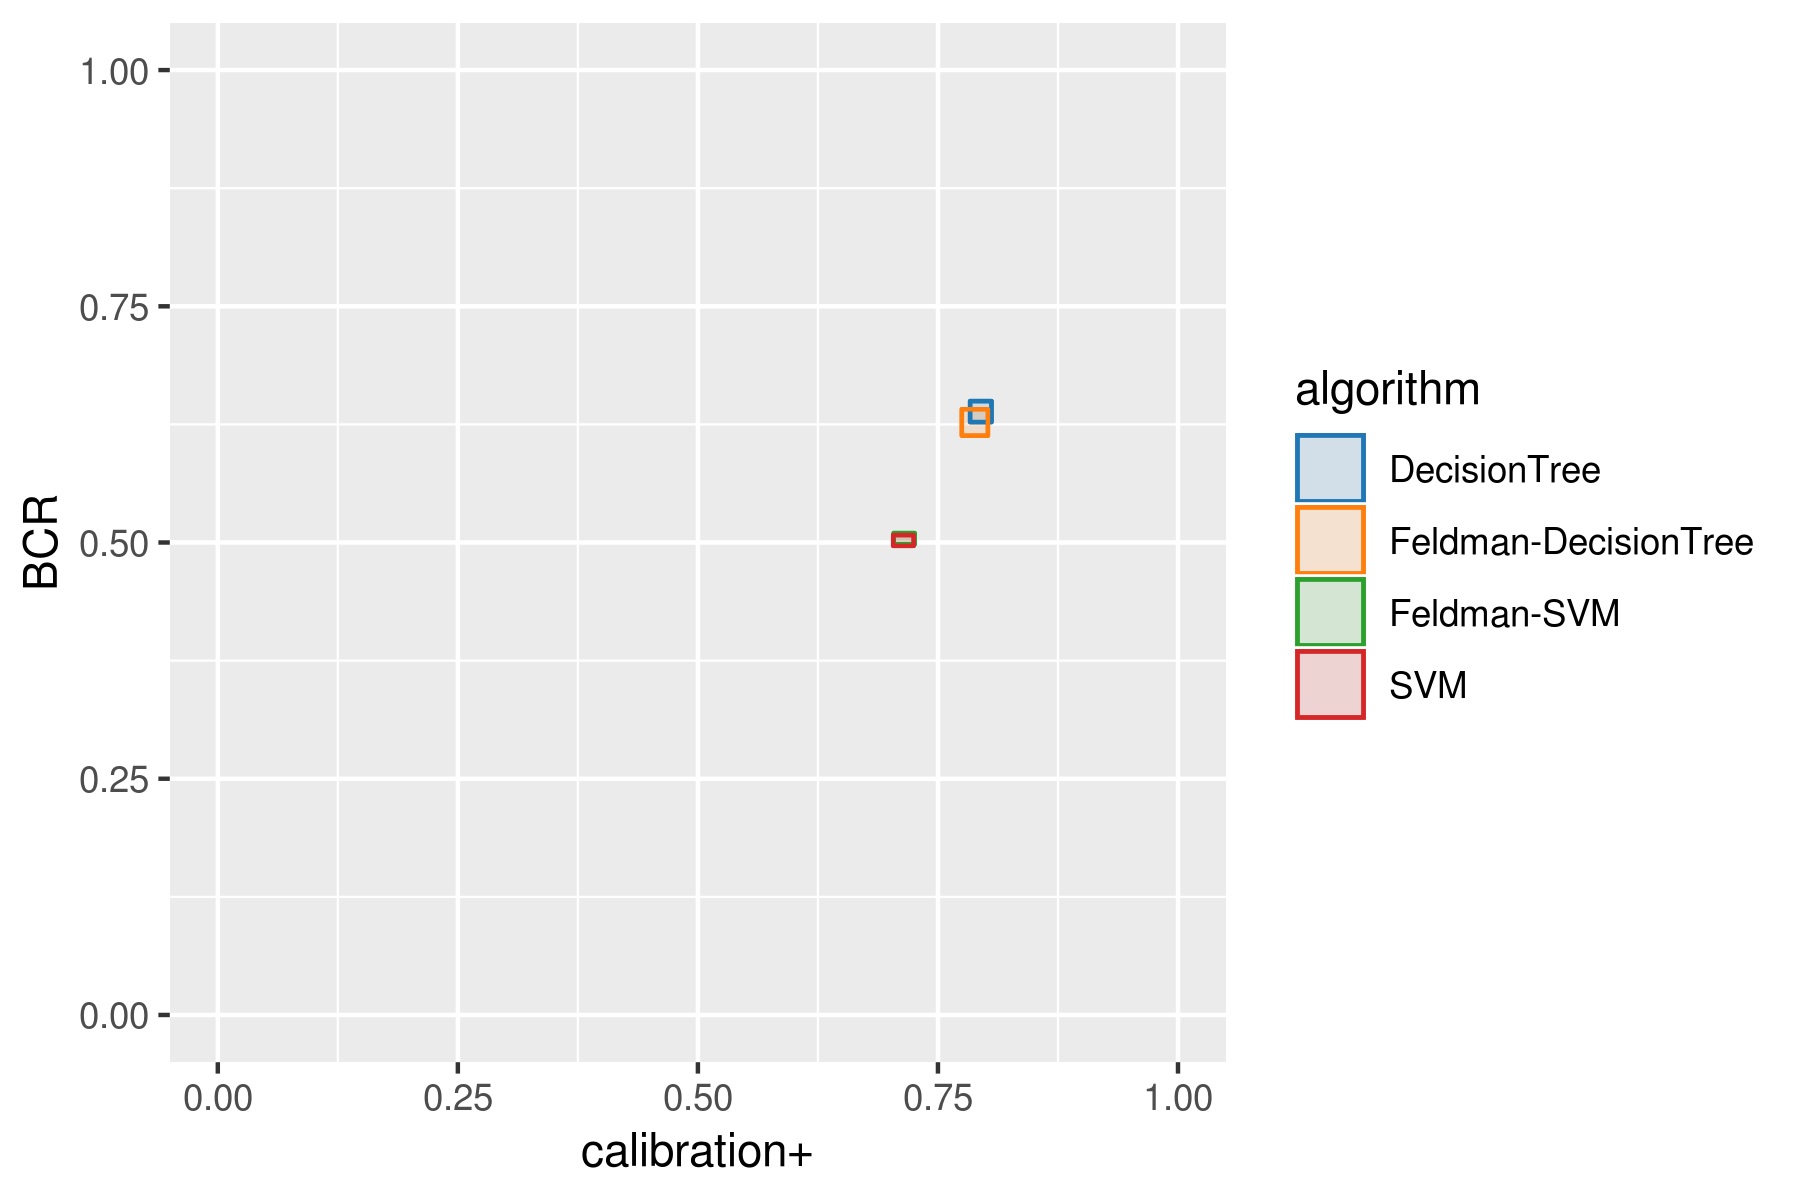 1.00
0.75
0.50
0.25
0.00
BCR
0.00 0.25 0.50 0.75 1.00
calibration+
algorithm
DecisionTree
Feldman-DecisionTree
Feldman-SVM
SVM